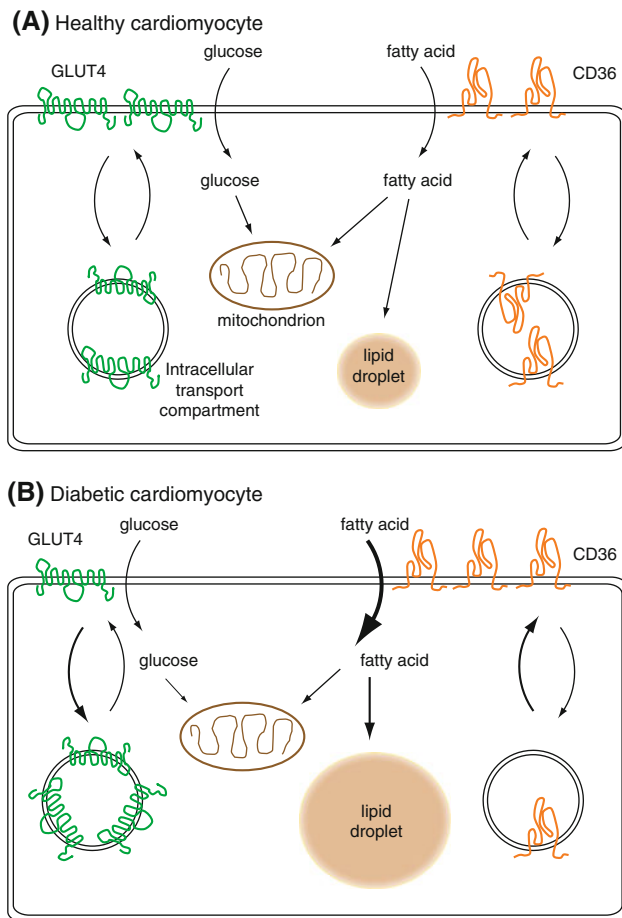 (A) Healthy cardiomyocyte
glucose
fatty acid
GLUT4
CD36
glucose
fatty acid
mitochondrion
lipid
droplet
Intracellular
transport
compartment
(B) Diabetic cardiomyocyte
glucose
fatty acid
GLUT4
CD36
glucose
fatty acid
lipid
droplet